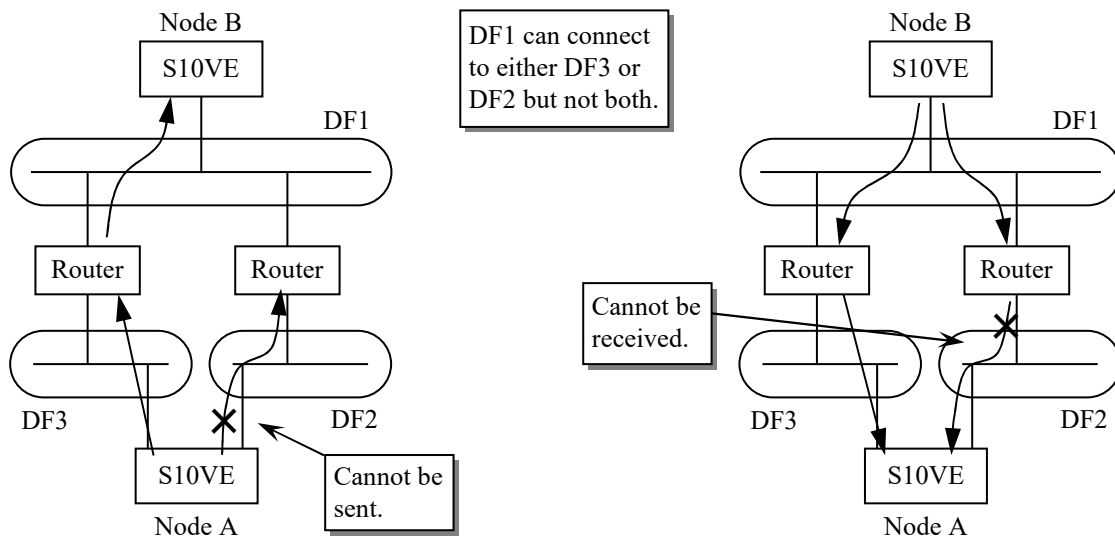 Node B
S10VE
DF1
Router
Router
DF3
DF2
Cannot be
sent.
S10VE
Node A
DF1 can connect
to either DF3 or
DF2 but not both.
Node B
S10VE
DF1
Router
Router
Cannot be
received.
DF3
DF2
S10VE
Node A